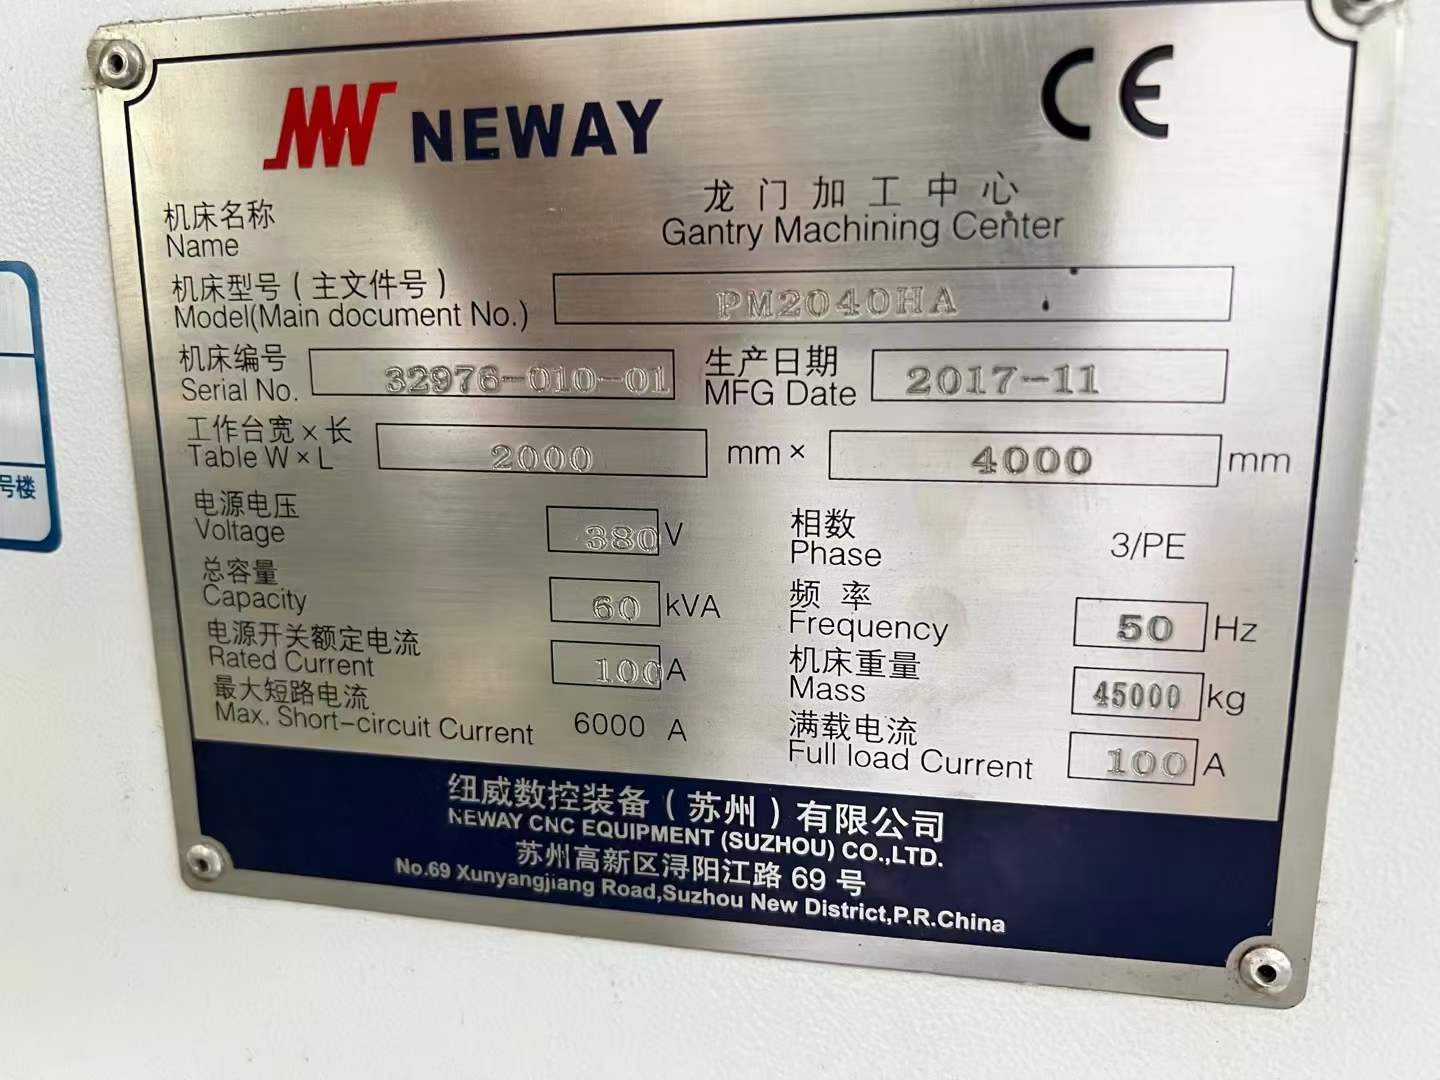 NEWAY
CE
机床名称 龙门加工中心
Name Gantry Machining Center
机床型号（主文件号）
Model(Main document No.) PM2040HA
机床编号 生产日期
Serial No. 32976-010-01 MFG Date 2017-11
工作台宽×长
Table W×L 2000 mm × 4000 mm
电源电压 相数
Voltage 380 V Phase 3/PE
总容量 频 率
Capacity 60 kVA Frequency 50 Hz
电源开关额定电流 机床重量
Rated Current 100 A Mass 45000 kg
最大短路电流 满载电流
Max. Short-circuit Current 6000 A Full load Current 100 A
纽威数控装备（苏州）有限公司
NEWAY CNC EQUIPMENT (SUZHOU) CO.,LTD.
苏州高新区浔阳江路 69 号
No.69 Xunyangjiang Road,Suzhou New District,P.R.China
号楼